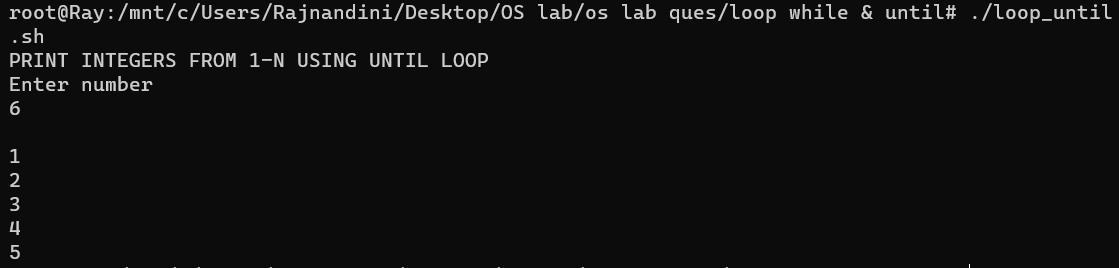 root@Ray:/mnt/c/Users/Rajnandini/Desktop/OS lab/os lab ques/loop while & until# ./loop_until
.sh
PRINT INTEGERS FROM 1-N USING UNTIL LOOP
Enter number
6
1
2
3
4
5